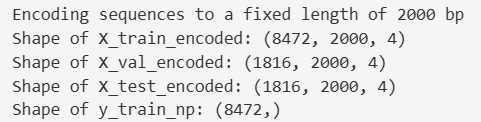 Encoding sequences to a fixed length of 2000 bp
Shape of X_train_encoded: (8472, 2000, 4)
Shape of X_val_encoded: (1816, 2000, 4)
Shape of X_test_encoded: (1816, 2000, 4)
Shape of y_train_np: (8472,)